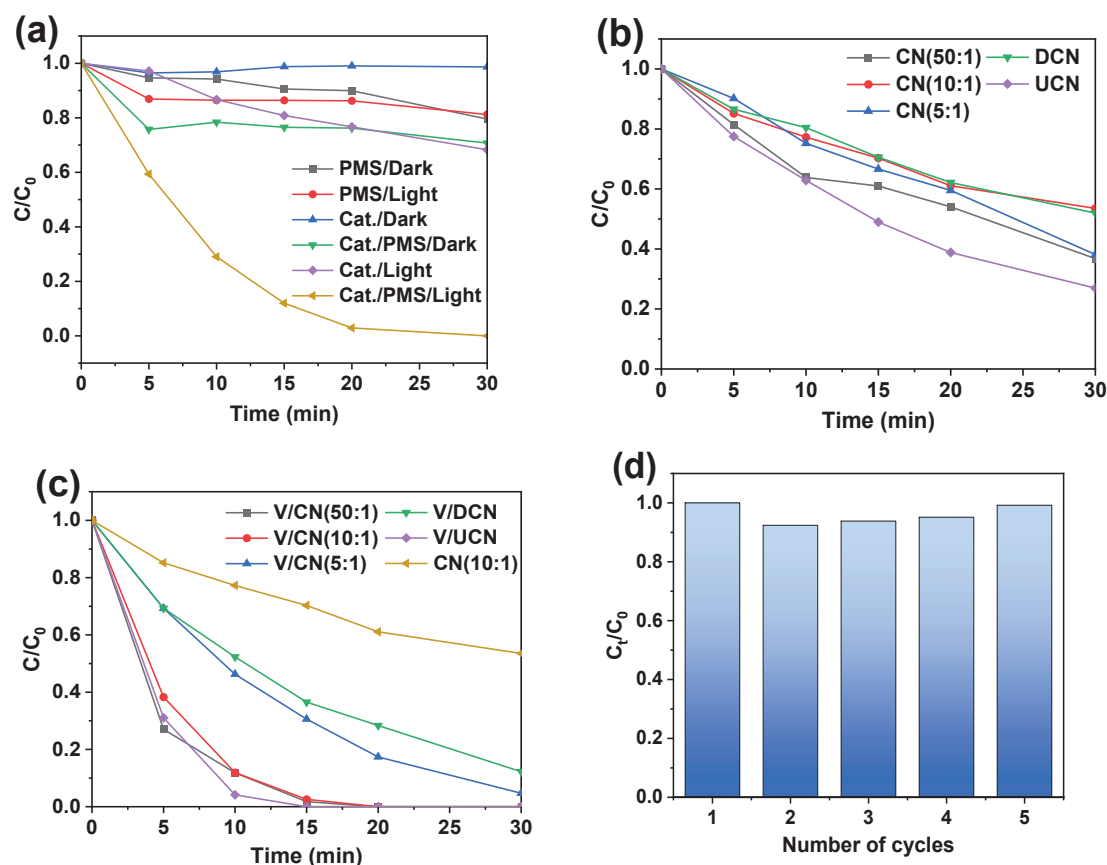 (a)
C/C0
1.0
0.8
0.6
0.4
0.2
0.0
PMS/Dark
PMS/Light
Cat./Dark
Cat./PMS/Dark
Cat./Light
Cat./PMS/Light
0 5 10 15 20 30
Time (min)
(b)
C/C0
1.0
0.8
0.6
0.4
0.2
0.0
CN(50:1) DCN
CN(10:1) UCN
CN(5:1)
0 5 10 15 20 30
Time (min)
(c)
C/C0
1.0
0.8
0.6
0.4
0.2
0.0
V/CN(50:1) V/DCN
V/CN(10:1) V/UCN
V/CN(5:1) CN(10:1)
0 5 10 15 20 30
Time (min)
(d)
Ct/C0
1.0
0.8
0.6
0.4
0.2
0.0
1 2 3 4 5
Number of cycles